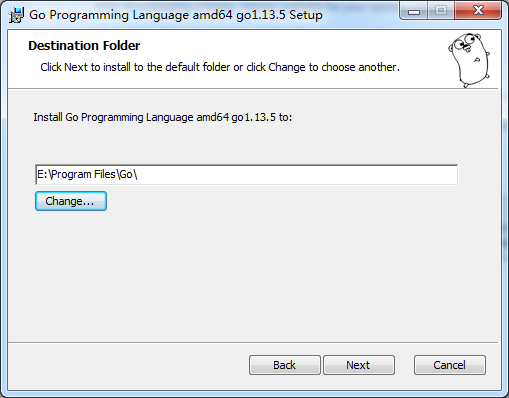 Go Programming Language amd64 go1.13.5 Setup
Destination Folder
Click Next to install to the default folder or click Change to choose another.
Install Go Programming Language amd64 go1.13.5 to:
E:\Program Files\Go\
Change...
Back Next Cancel